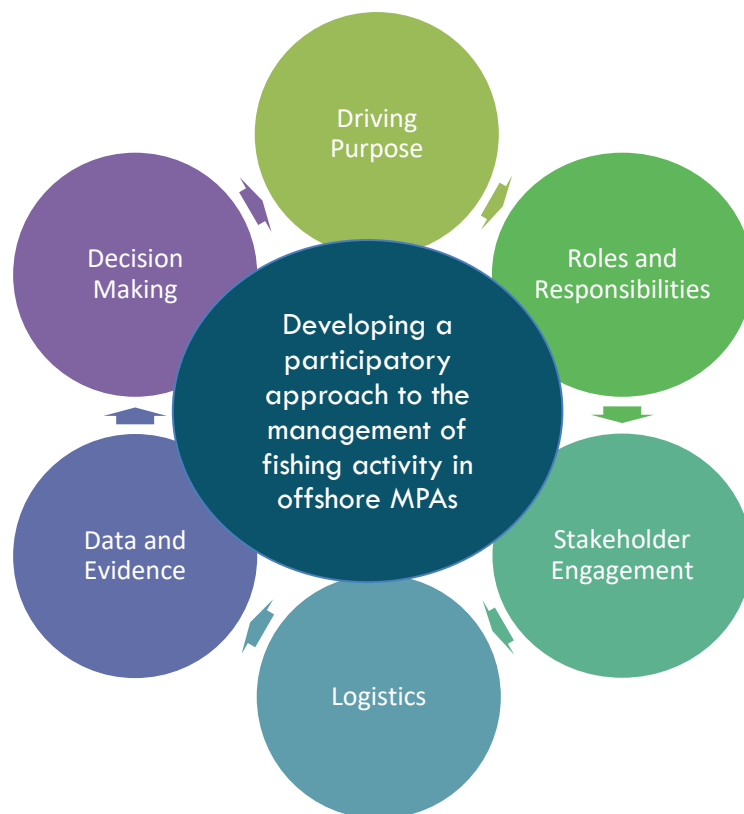 Driving
Purpose
Roles and
Responsibilities
Stakeholder
Engagement
Logistics
Data and
Evidence
Decision
Making
Developing a
participatory
approach to the
management of
fishing activity in
offshore MPAs